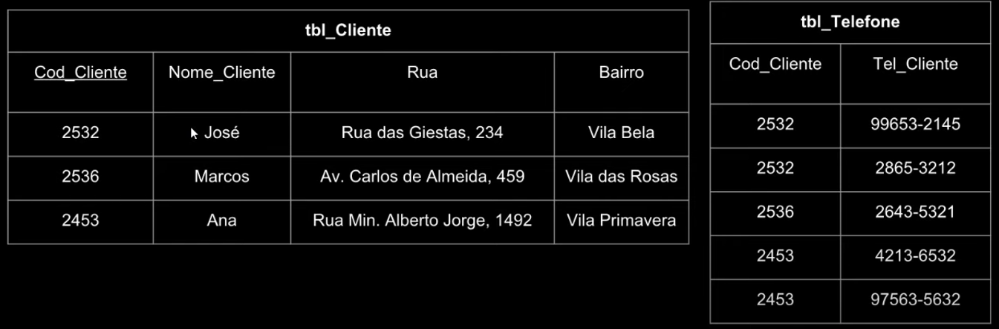 tbl_Cliente
Cod_Cliente Nome_Cliente Rua Bairro
2532 José Rua das Giestas, 234 Vila Bela
2536 Marcos Av. Carlos de Almeida, 459 Vila das Rosas
2453 Ana Rua Min. Alberto Jorge, 1492 Vila Primavera
tbl_Telefone
Cod_Cliente Tel_Cliente
2532 99653-2145
2532 2865-3212
2536 2643-5321
2453 4213-6532
2453 97563-5632